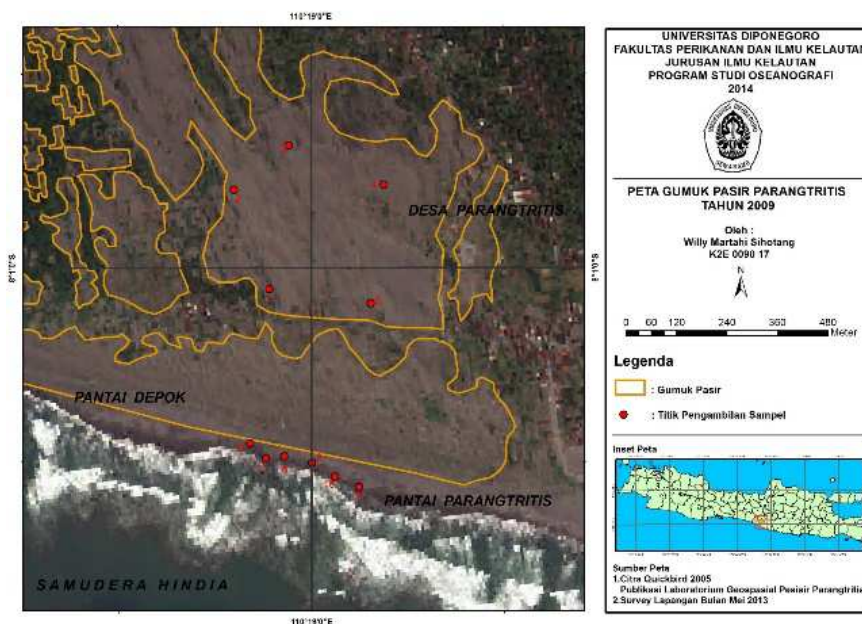 110°19'0"E
8°1'0"S
DESA PARANGTRITIS
8°1'0"S
PANTAI DEPOK
PANTAI PARANGTRITIS
SAMUDERA HINDIA
110°19'0"E
UNIVERSITAS DIPONEGORO
FAKULTAS PERIKANAN DAN ILMU KELAUTAN
JURUSAN ILMU KELAUTAN
PROGRAM STUDI OSEANOGRAFI
2014
UNIVERSITAS DIPONEGORO
SEMARANG
PETA GUMUK PASIR PARANGTRITIS
TAHUN 2009
Oleh :
Willy Martahi Sihotang
K2E 0090 17
N
0 60 120 240 360 480
Meter
Legenda
: Gumuk Pasir
: Titik Pengambilan Sampel
Inset Peta
Sumber Peta
1.Citra Quickbird 2005
Publikasi Laboratorium Geospasial Pesisir Parangtritis
2.Survey Lapangan Bulan Mei 2013